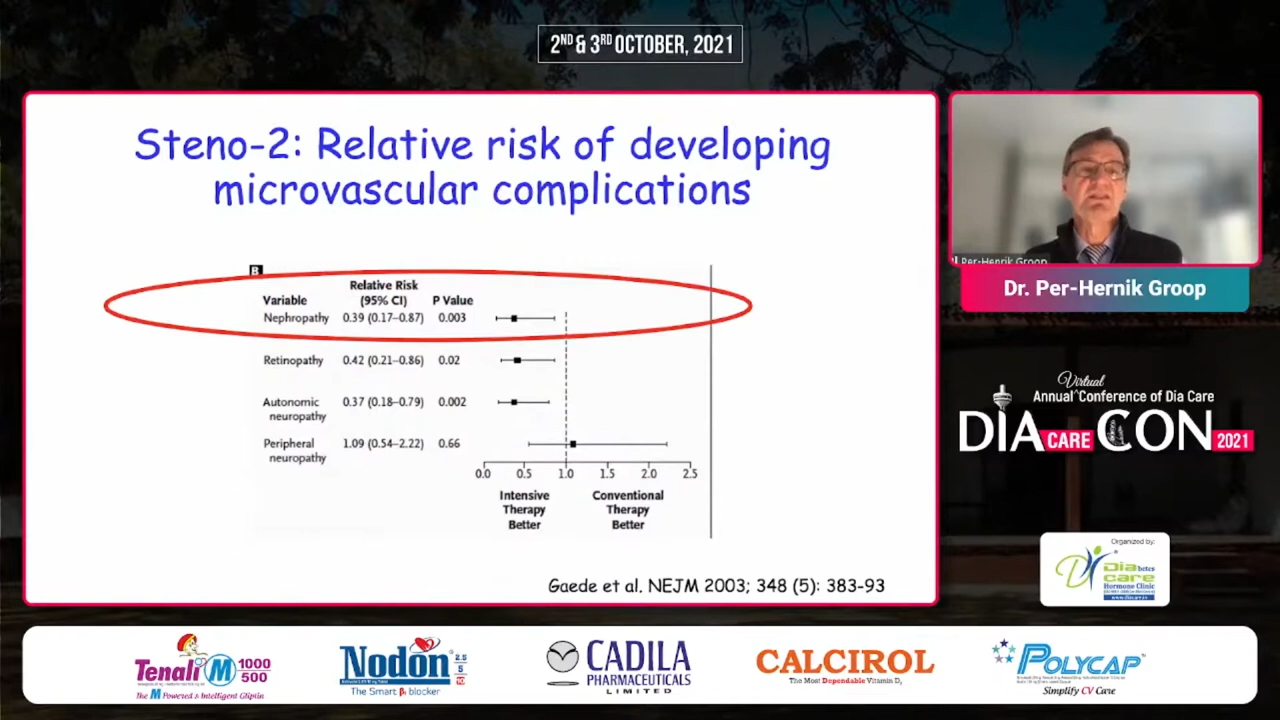 2ND & 3RD OCTOBER, 2021
Steno-2: Relative risk of developing
microvascular complications
B
Variable
Relative Risk
(95% CI)
P Value
Nephropathy 0.39 (0.17–0.87) 0.003
Retinopathy 0.42 (0.21–0.86) 0.02
Autonomic
neuropathy
0.37 (0.18–0.79) 0.002
Peripheral
neuropathy
1.09 (0.54–2.22) 0.66
0.0 0.5 1.0 1.5 2.0 2.5
Intensive
Therapy
Better
Conventional
Therapy
Better
Gaede et al. NEJM 2003; 348 (5): 383-93
Per-Henrik Groop
Dr. Per-Hernik Groop
Virtual
Annual Conference of Dia Care
DIA CARE CON 2021
Organized by:
Diabetes
care
Hormone Clinic
Tenali M 1000
500
The M Powered & Intelligent Gliptin
Nodon 2.5
5
The Smart β blocker
CADILA
PHARMACEUTICALS
LIMITED
CALCIROL
The Most Dependable Vitamin D3
POLYCAP
Simplify CV Care